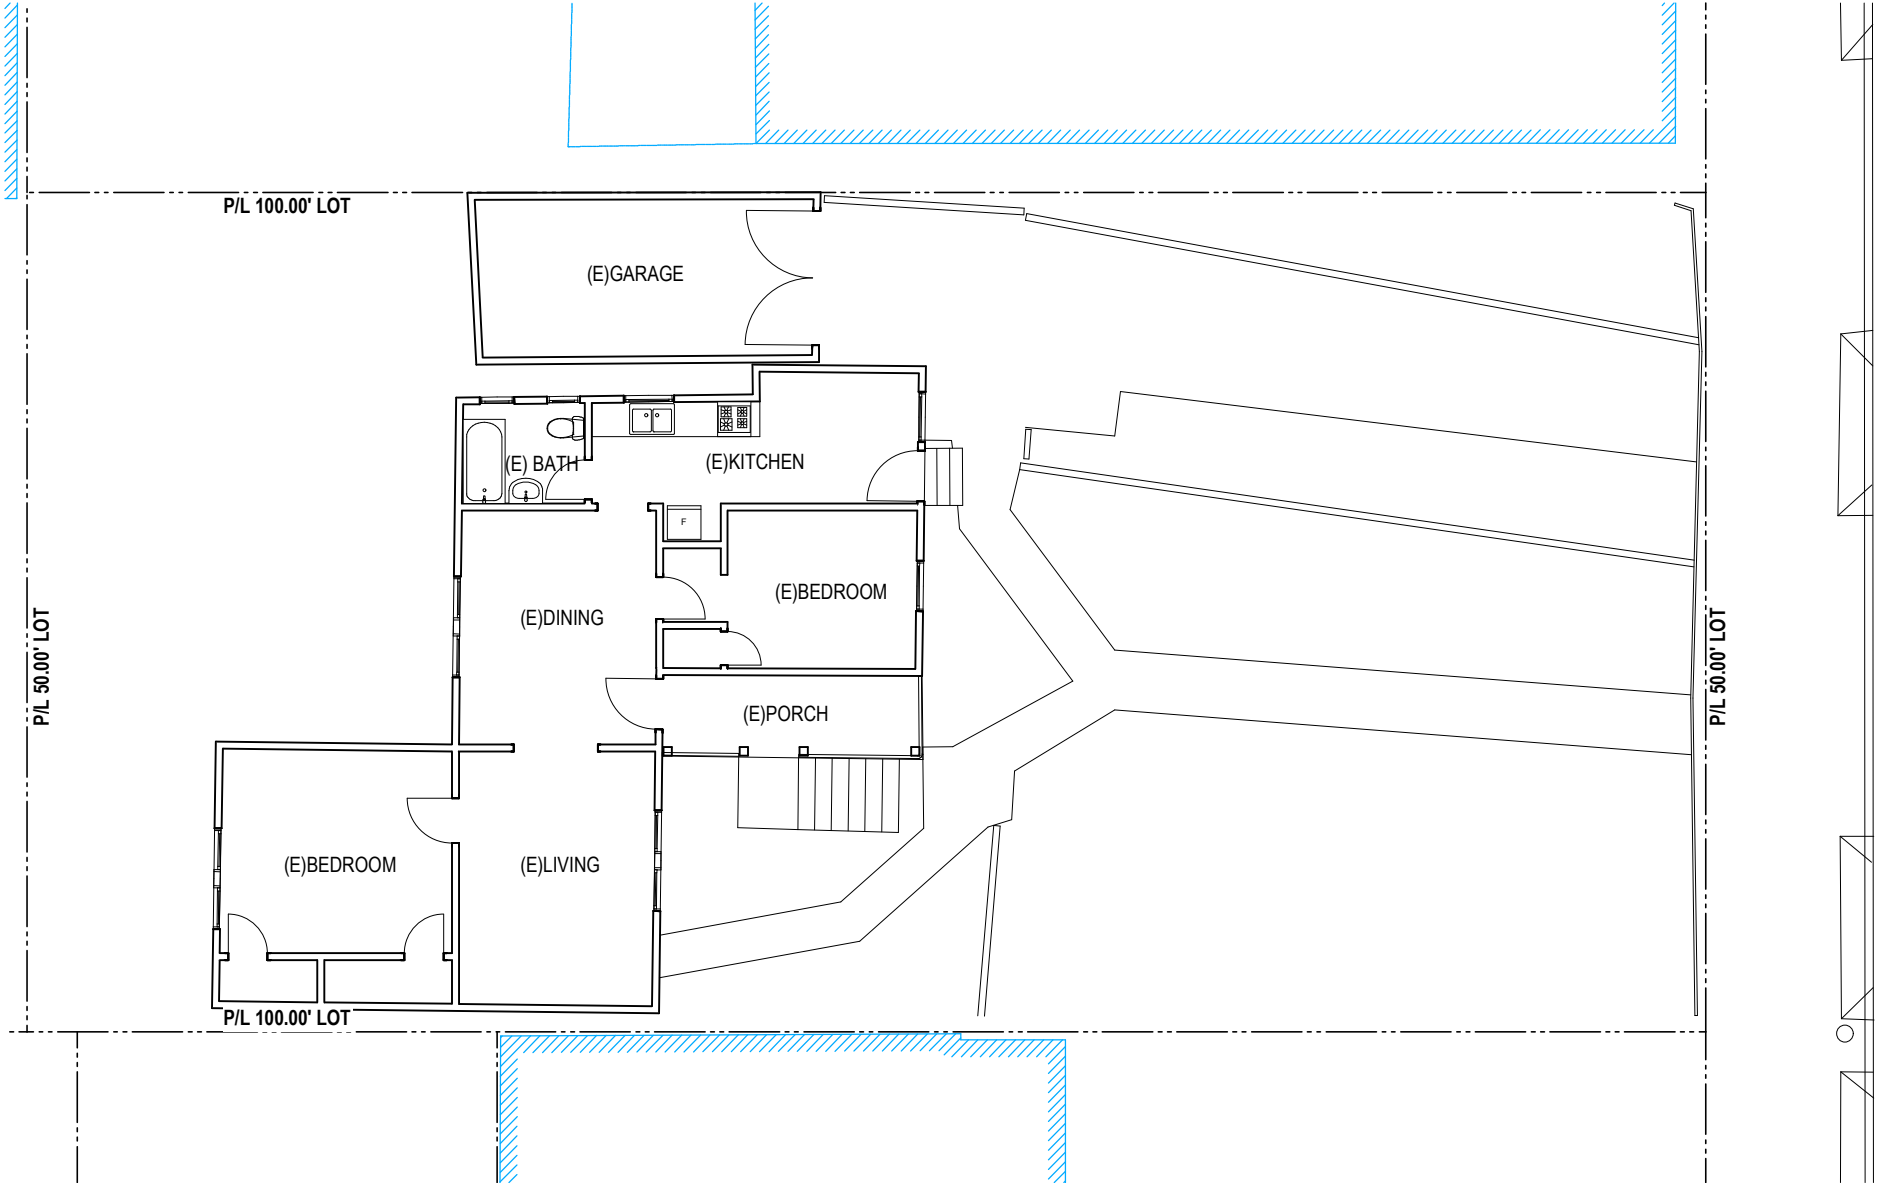 P/L 100.00' LOT
(E)GARAGE
(E) BATH
(E)KITCHEN
F
(E)BEDROOM
(E)DINING
P/L 50.00' LOT
P/L 50.00' LOT
(E)PORCH
(E)BEDROOM
(E)LIVING
P/L 100.00' LOT